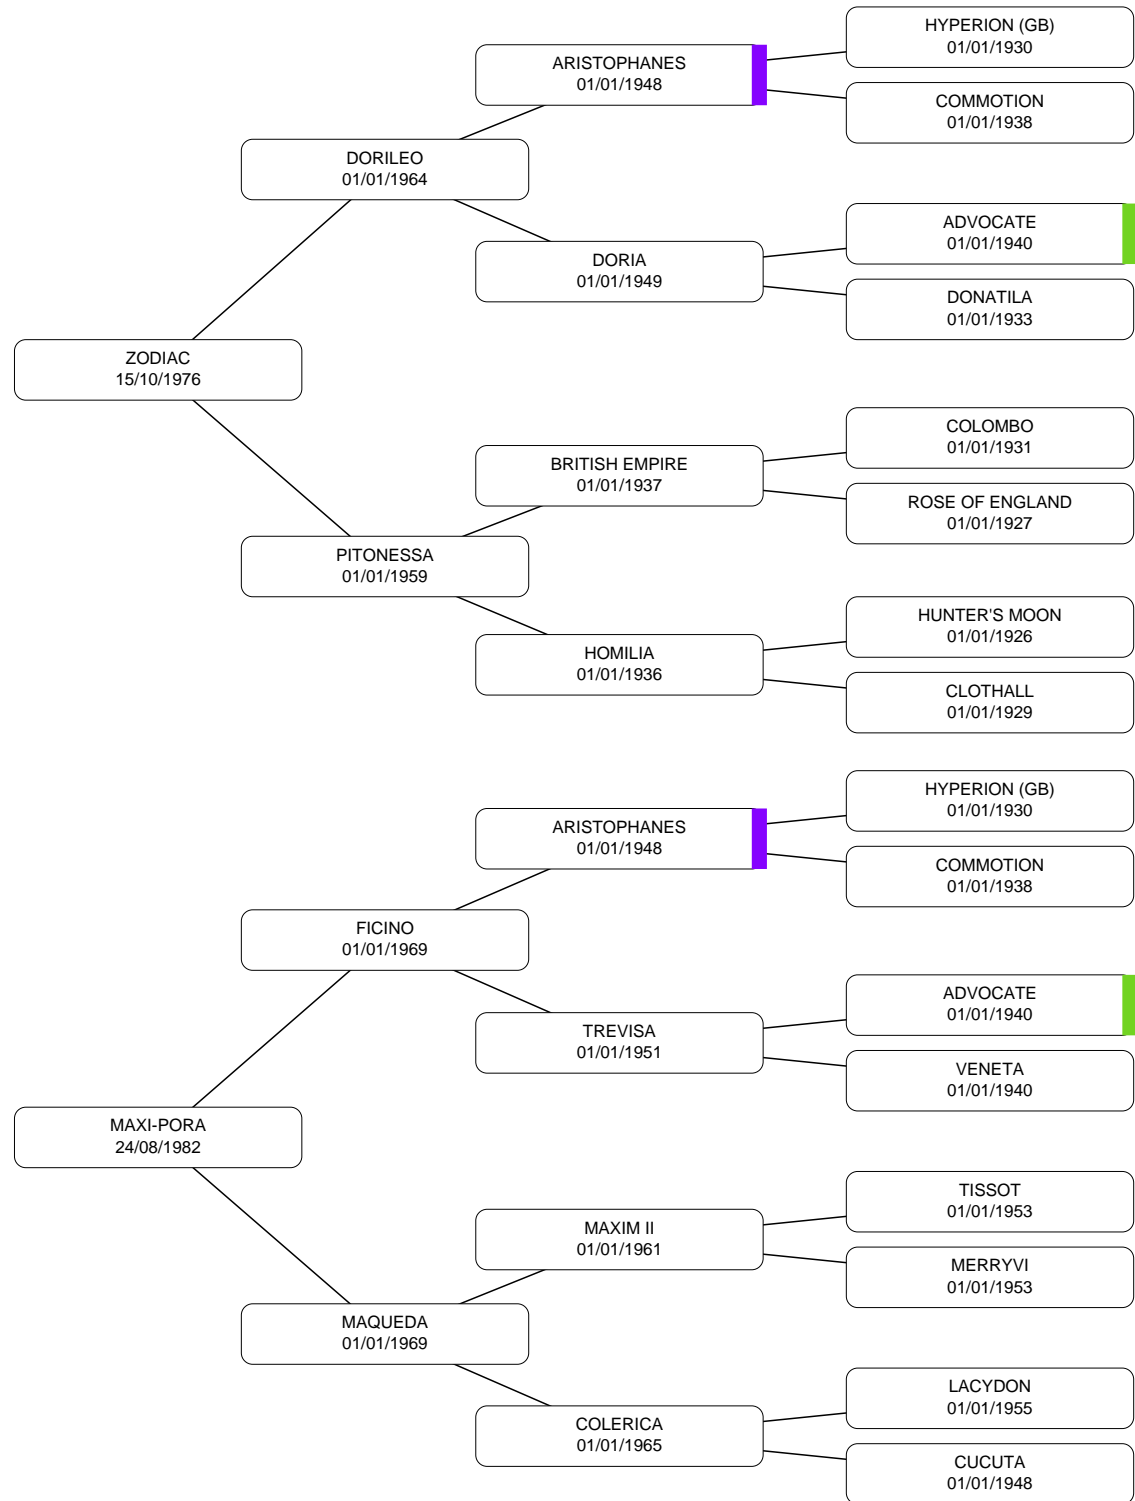 HYPERION (GB)
01/01/1930
ARISTOPHANES
01/01/1948
COMMOTION
01/01/1938
DORILEO
01/01/1964
ADVOCATE
01/01/1940
DORIA
01/01/1949
DONATILA
01/01/1933
ZODIAC
15/10/1976
COLOMBO
01/01/1931
BRITISH EMPIRE
01/01/1937
ROSE OF ENGLAND
01/01/1927
PITONESSA
01/01/1959
HUNTER'S MOON
01/01/1926
HOMILIA
01/01/1936
CLOTHALL
01/01/1929
HYPERION (GB)
01/01/1930
ARISTOPHANES
01/01/1948
COMMOTION
01/01/1938
FICINO
01/01/1969
ADVOCATE
01/01/1940
TREVISA
01/01/1951
VENETA
01/01/1940
MAXI-PORA
24/08/1982
TISSOT
01/01/1953
MAXIM II
01/01/1961
MERRYVI
01/01/1953
MAQUEDA
01/01/1969
LACYDON
01/01/1955
COLERICA
01/01/1965
CUCUTA
01/01/1948